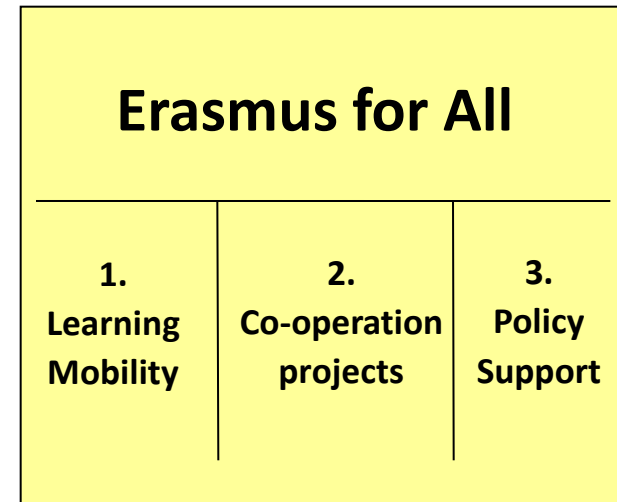 Erasmus for All
1.
Learning
Mobility
2.
Co-operation
projects
3.
Policy
Support